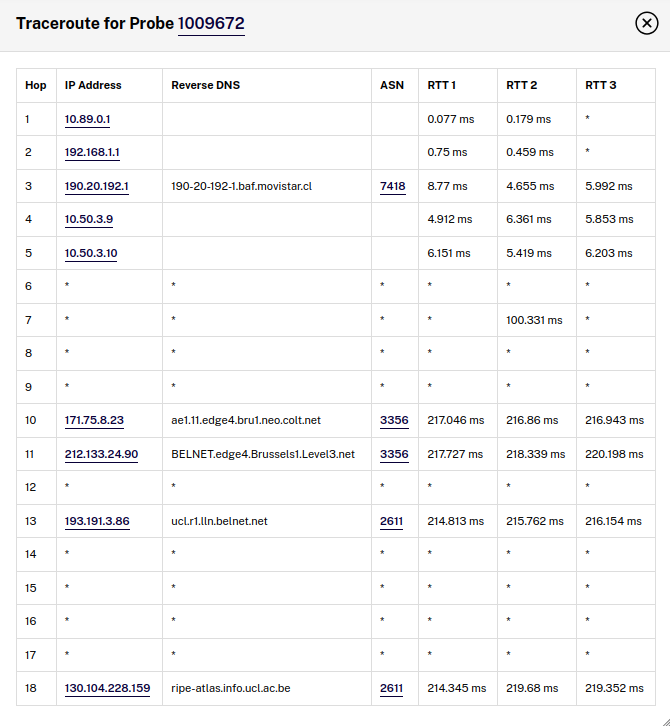 Traceroute for Probe 1009672
Hop IP Address Reverse DNS ASN RTT 1 RTT 2 RTT 3
1 10.89.0.1 0.077 ms 0.179 ms *
2 192.168.1.1 0.75 ms 0.459 ms *
3 190.20.192.1 190-20-192-1.baf.movistar.cl 7418 8.77 ms 4.655 ms 5.992 ms
4 10.50.3.9 4.912 ms 6.361 ms 5.853 ms
5 10.50.3.10 6.151 ms 5.419 ms 6.203 ms
6 * * * * * *
7 * * * * 100.331 ms *
8 * * * * * *
9 * * * * * *
10 171.75.8.23 ae1.11.edge4.bru1.neo.colt.net 3356 217.046 ms 216.86 ms 216.943 ms
11 212.133.24.90 BELNET.edge4.Brussels1.Level3.net 3356 217.727 ms 218.339 ms 220.198 ms
12 * * * * * *
13 193.191.3.86 ucl.r1.lln.belnet.net 2611 214.813 ms 215.762 ms 216.154 ms
14 * * * * * *
15 * * * * * *
16 * * * * * *
17 * * * * * *
18 130.104.228.159 ripe-atlas.info.ucl.ac.be 2611 214.345 ms 219.68 ms 219.352 ms